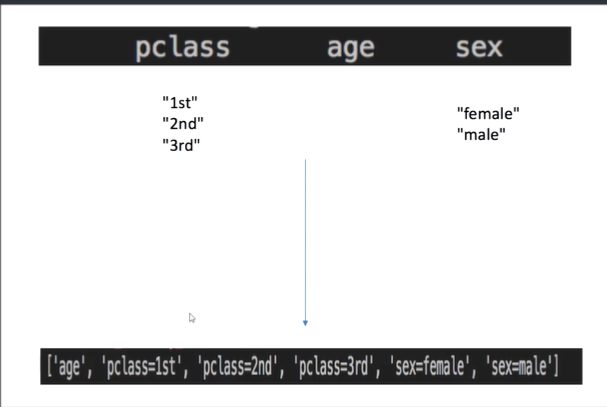 pclass age sex
"1st"
"2nd"
"3rd"
"female"
"male"
['age', 'pclass=1st', 'pclass=2nd', 'pclass=3rd', 'sex=female', 'sex=male']